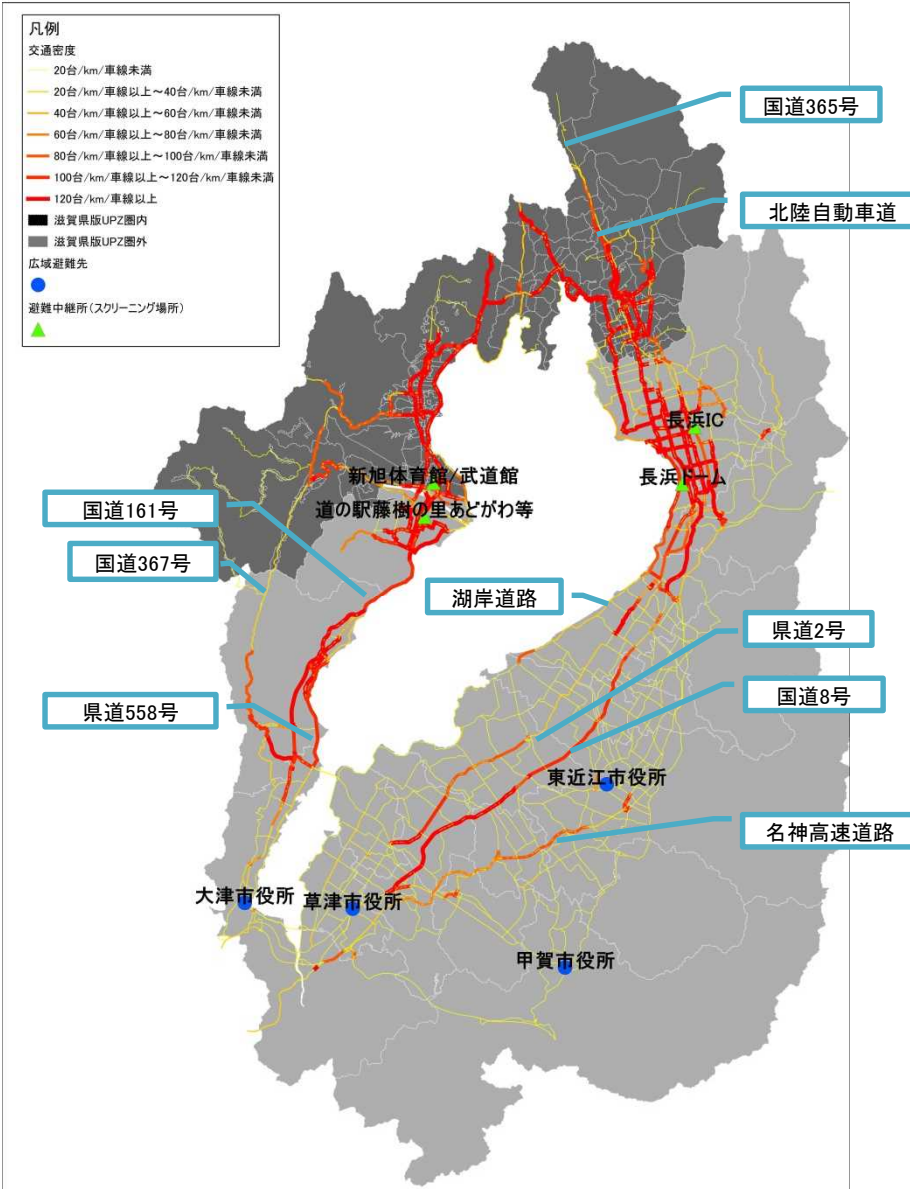 凡例
交通密度
20台/km/車線未満
20台/km/車線以上~40台/km/車線未満
40台/km/車線以上~60台/km/車線未満
60台/km/車線以上~80台/km/車線未満
80台/km/車線以上~100台/km/車線未満
100台/km/車線以上~120台/km/車線未満
120台/km/車線以上
滋賀県版UPZ圏内
滋賀県版UPZ圏外
広域避難先
避難中継所(スクリーニング場所)
国道365号
北陸自動車道
長浜IC
新旭体育館/武道館
長浜ドーム
道の駅藤樹の里あどがわ等
国道161号
国道367号
湖岸道路
県道2号
国道8号
県道558号
東近江市役所
名神高速道路
大津市役所
草津市役所
甲賀市役所